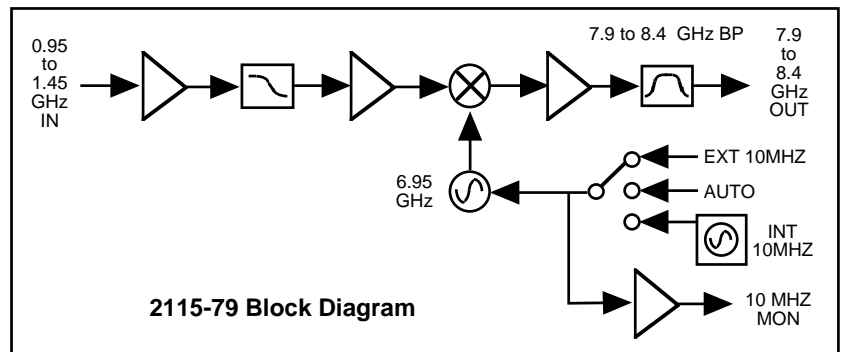 0.95
to
1.45
GHz
IN
7.9 to 8.4 GHz BP
7.9
to
8.4
GHz
OUT
6.95
GHz
EXT 10MHZ
AUTO
INT
10MHZ
2115-79 Block Diagram
10 MHZ
MON